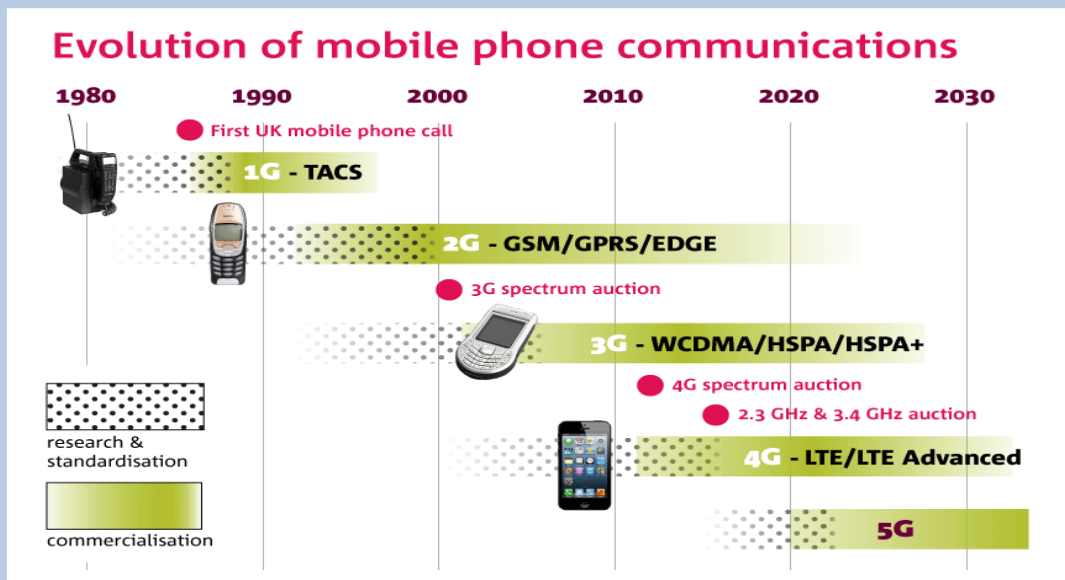 Evolution of mobile phone communications
1980 1990 2000 2010 2020 2030
First UK mobile phone call
1G - TACS
2G - GSM/GPRS/EDGE
3G spectrum auction
3G - WCDMA/HSPA/HSPA+
4G spectrum auction
2.3 GHz & 3.4 GHz auction
4G - LTE/LTE Advanced
5G
research &
standardisation
commercialisation